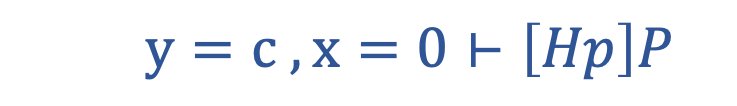 y = c , x = 0 ⊢ [Hp]P